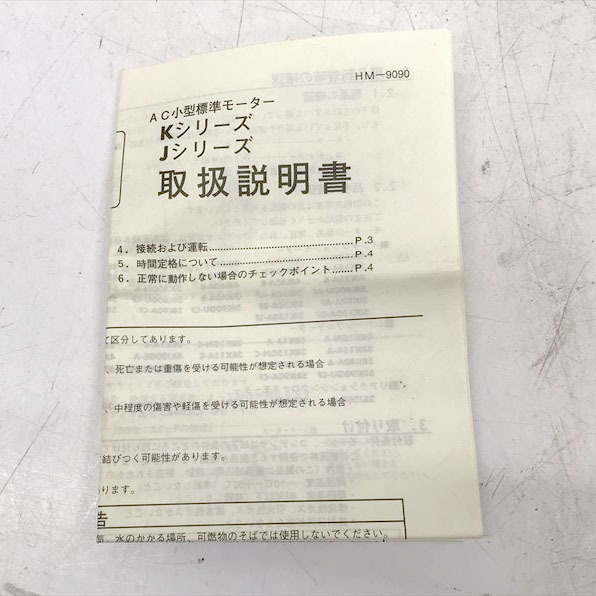 HM-9090
AC小型標準モーター
Kシリーズ
Jシリーズ
取扱説明書
4．接続および運転……………………P.3
5．時間定格について…………………P.4
6．正常に動作しない場合のチェックポイント……P.4
て区分してあります。
、死亡または重傷を受ける可能性が想定される場合
、中程度の傷害や軽傷を受ける可能性が想定される場合
結びつく可能性があります。
ります。
告
水のかかる場所、可燃物のそばでは使用しないでください。